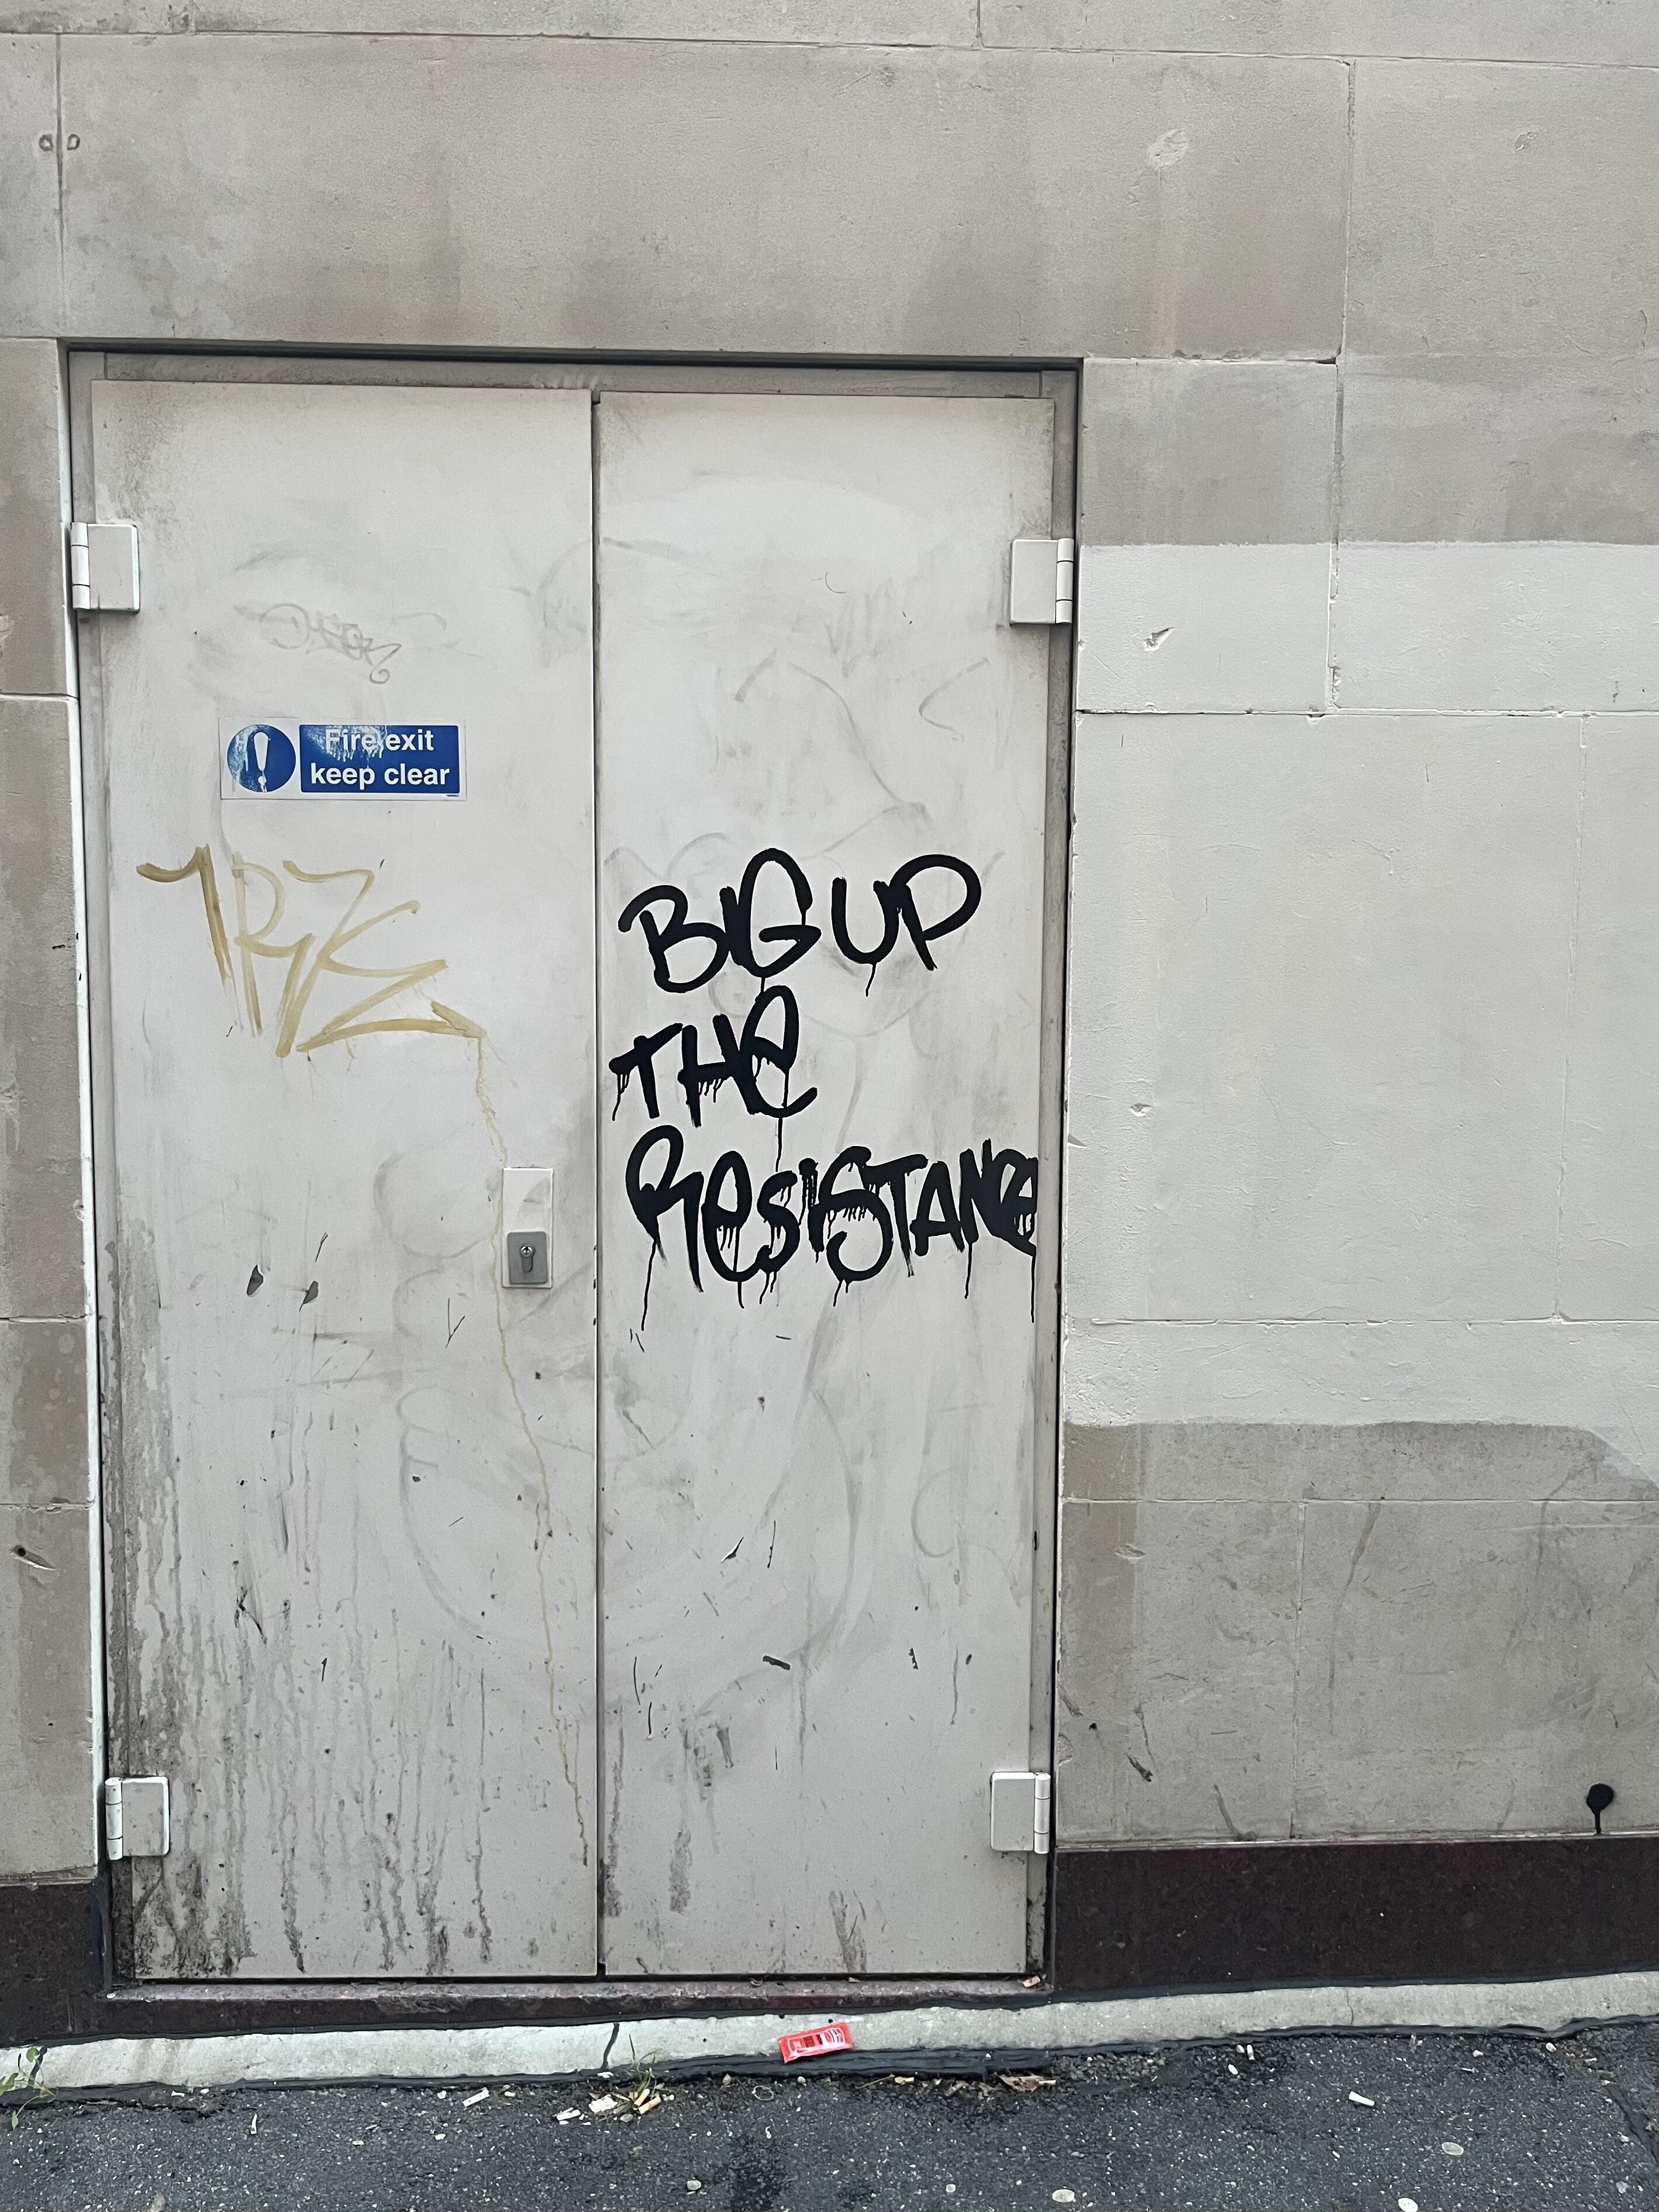 Fire exit
keep clear
BIG UP
THE
RESISTANCE